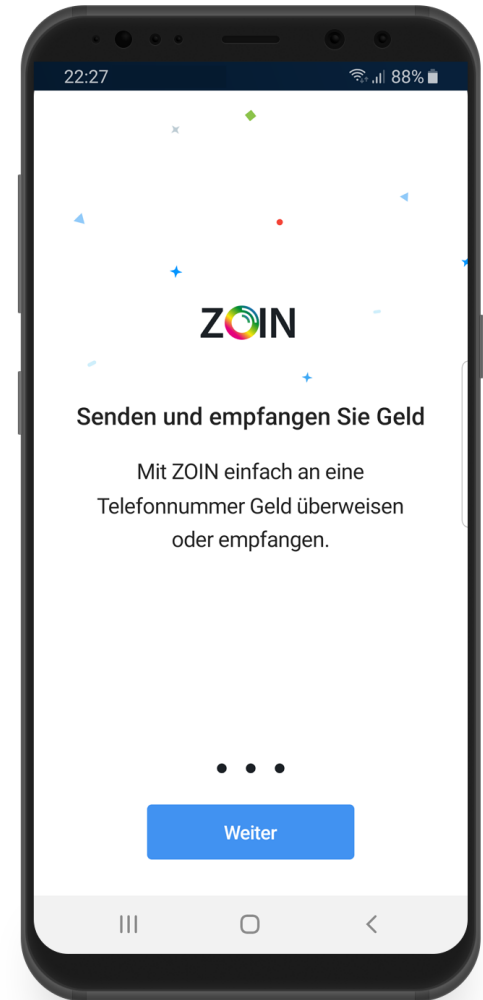 22:27 88%
ZOIN
Senden und empfangen Sie Geld
Mit ZOIN einfach an eine
Telefonnummer Geld überweisen
oder empfangen.
Weiter